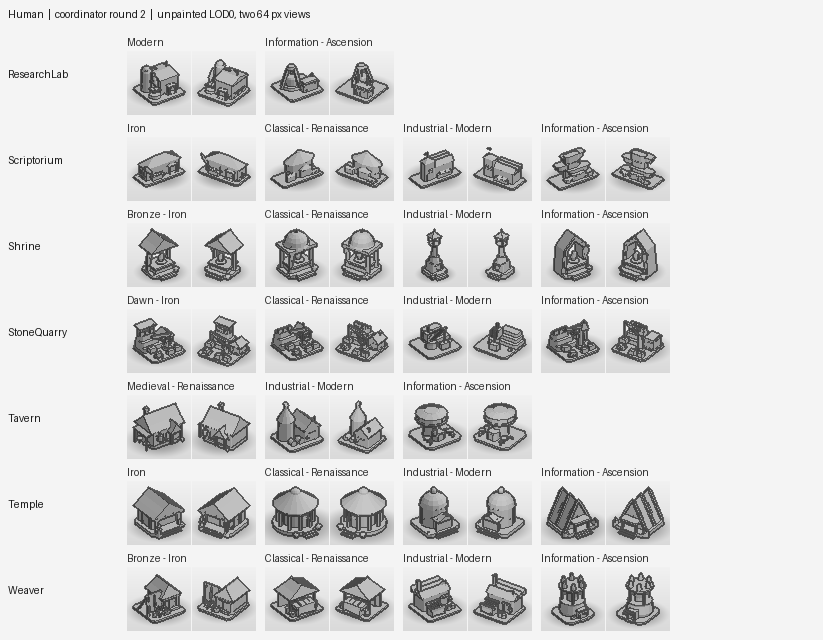 Human | coordinator round 2 | unpainted LOD0, two 64 px views
Modern Information - Ascension
ResearchLab
Iron Classical - Renaissance Industrial - Modern Information - Ascension
Scriptorium
Bronze - Iron Classical - Renaissance Industrial - Modern Information - Ascension
Shrine
Dawn - Iron Classical - Renaissance Industrial - Modern Information - Ascension
StoneQuarry
Medieval - Renaissance Industrial - Modern Information - Ascension
Tavern
Iron Classical - Renaissance Industrial - Modern Information - Ascension
Temple
Bronze - Iron Classical - Renaissance Industrial - Modern Information - Ascension
Weaver